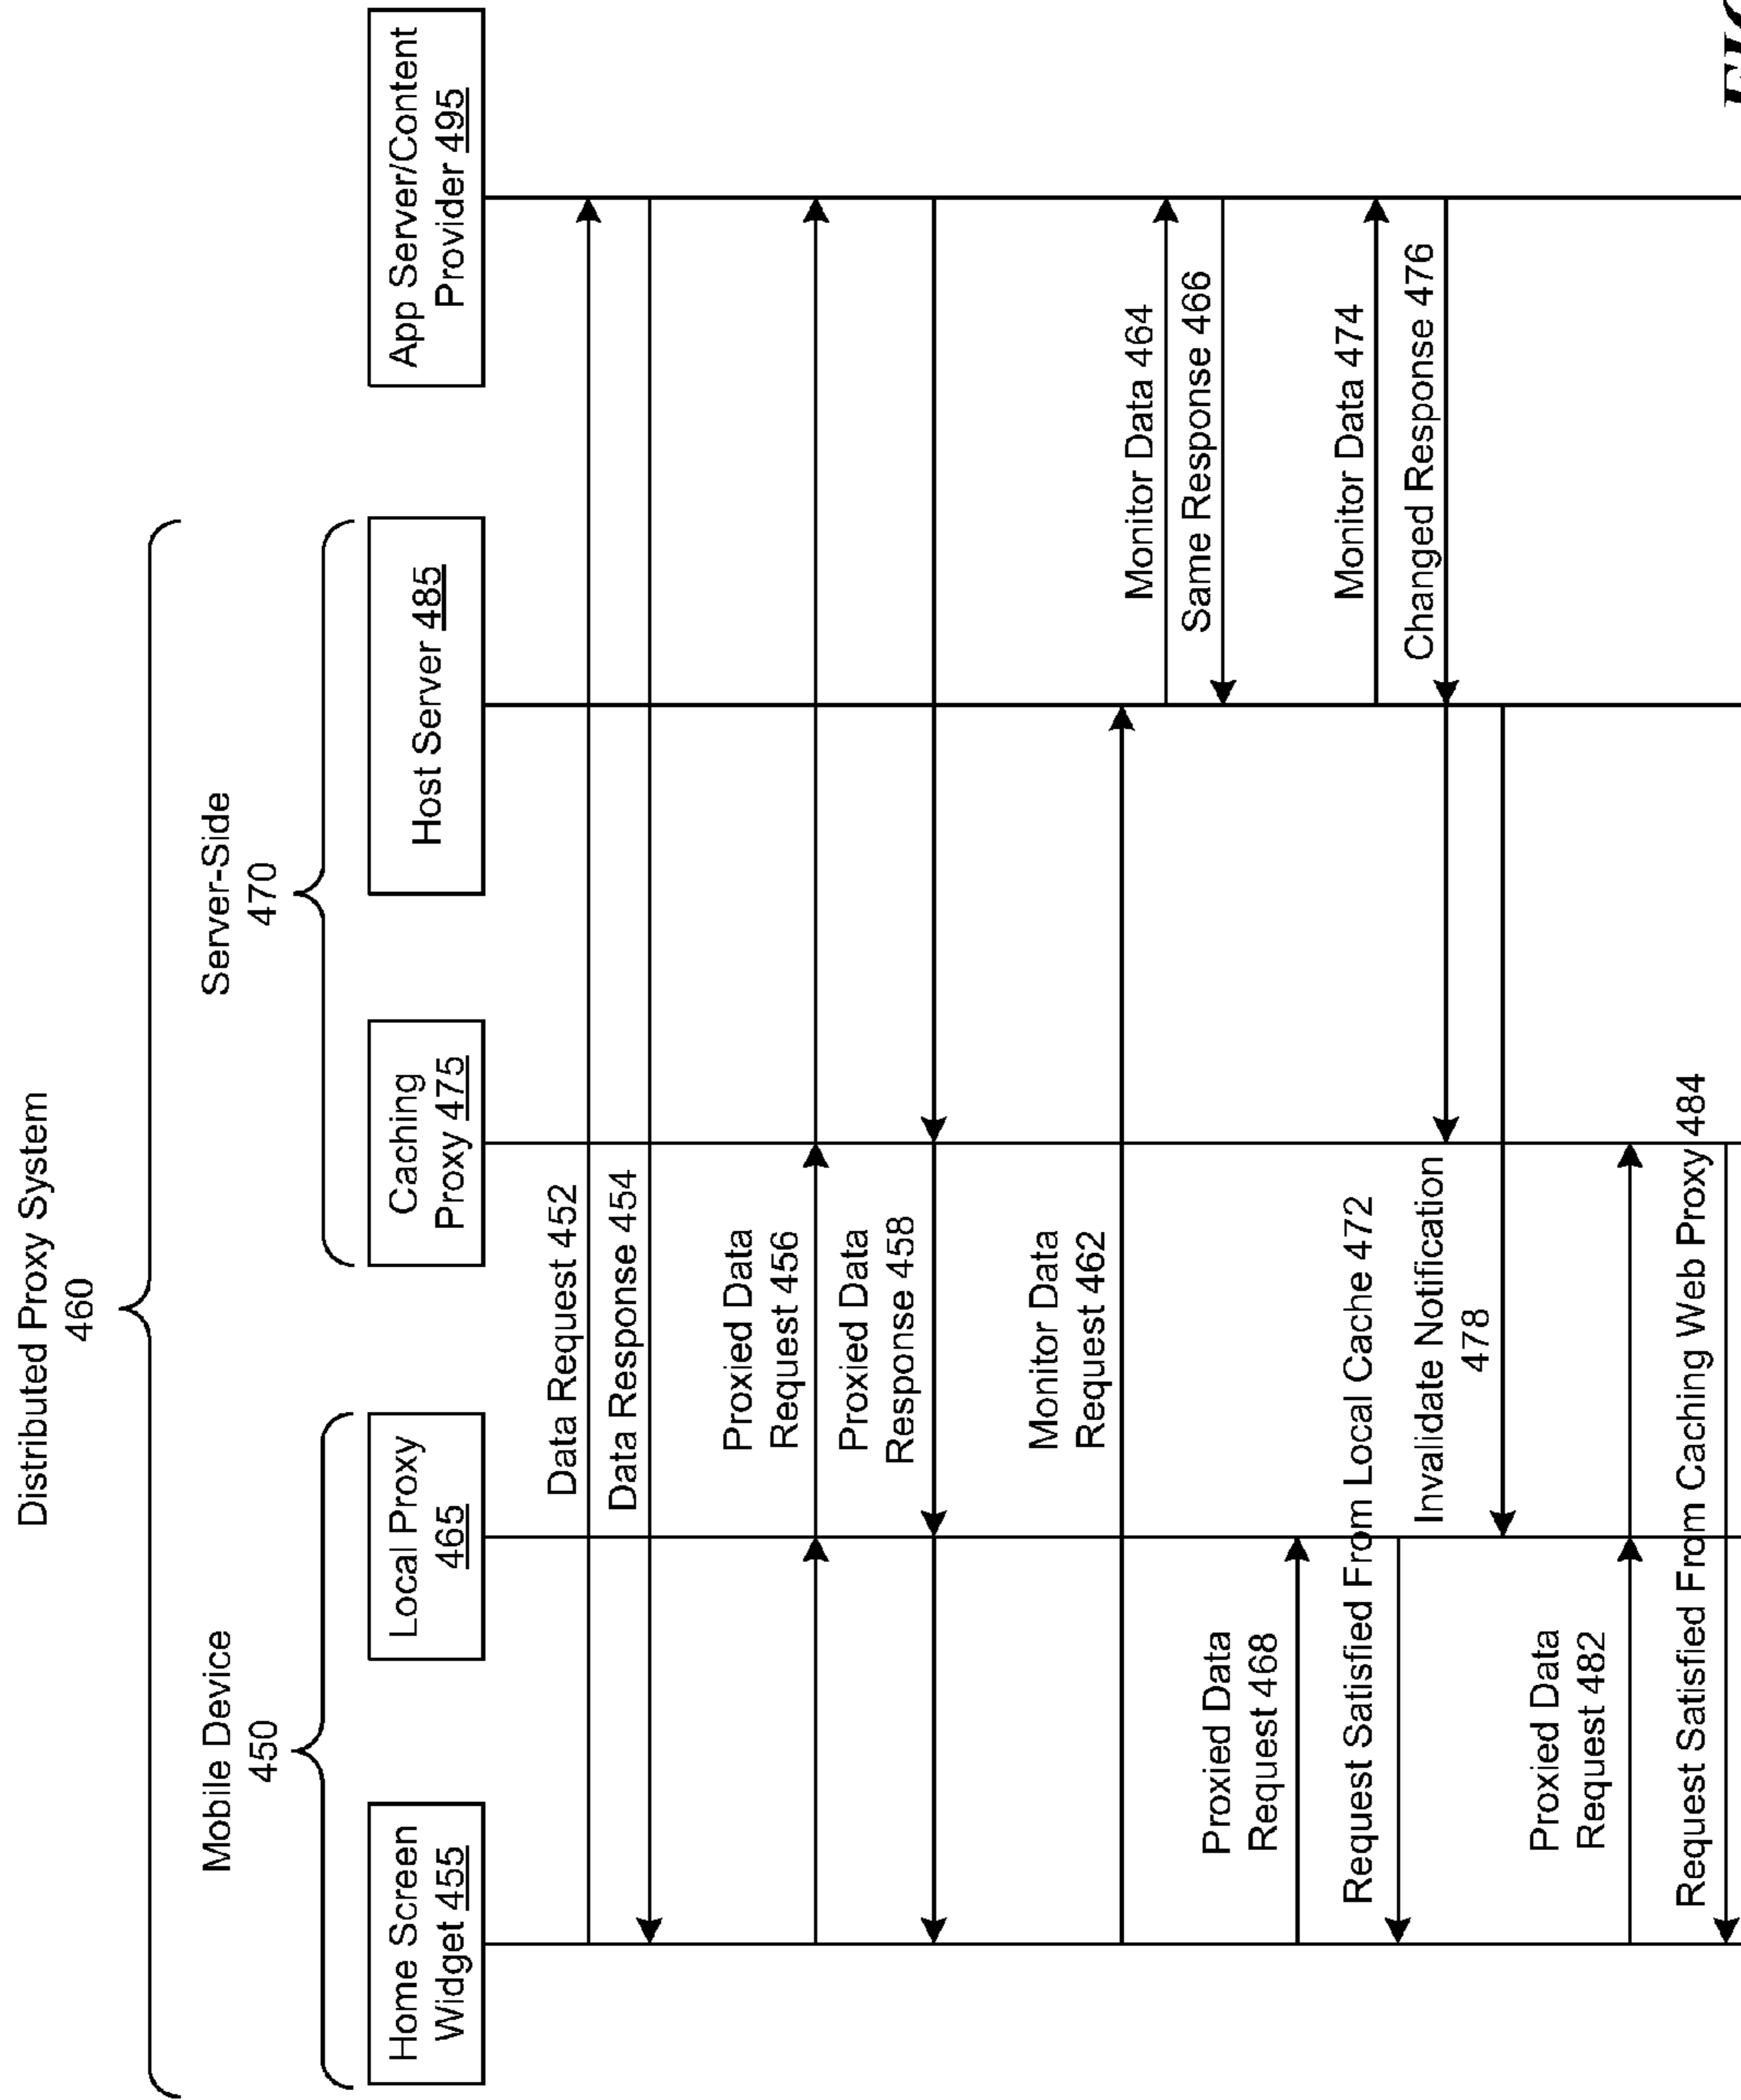 Distributed Proxy System
460
Mobile Device
450
Server-Side
470
Home Screen
Widget 455
Local Proxy
465
Caching
Proxy 475
Host Server 485
App Server/Content
Provider 495
Data Request 452
Data Response 454
Proxied Data
Request 456
Proxied Data
Response 458
Monitor Data
Request 462
Monitor Data 464
Same Response 466
Proxied Data
Request 468
Request Satisfied From Local Cache 472
Monitor Data 474
Changed Response 476
Invalidate Notification
478
Proxied Data
Request 482
Request Satisfied From Caching Web Proxy 484